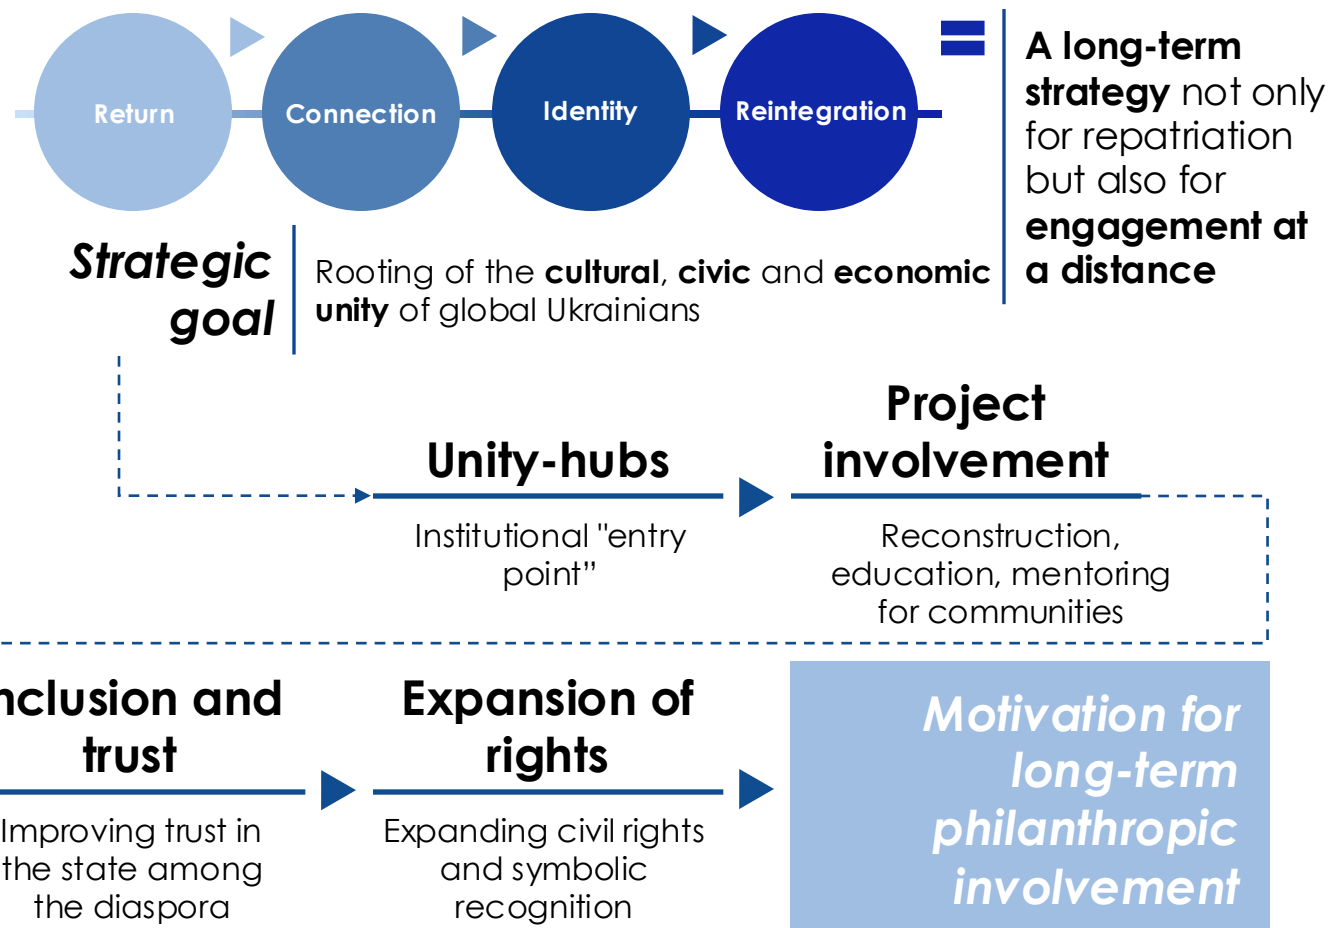 Return
Connection
Identity
Reintegration
A long-term
strategy not only
for repatriation
but also for
engagement at
a distance
Strategic
goal
Rooting of the cultural, civic and economic
unity of global Ukrainians
Unity-hubs
Institutional "entry
point”
Project
involvement
Reconstruction,
education, mentoring
for communities
nclusion and
trust
Improving trust in
the state among
the diaspora
Expansion of
rights
Expanding civil rights
and symbolic
recognition
Motivation for
long-term
philanthropic
involvement